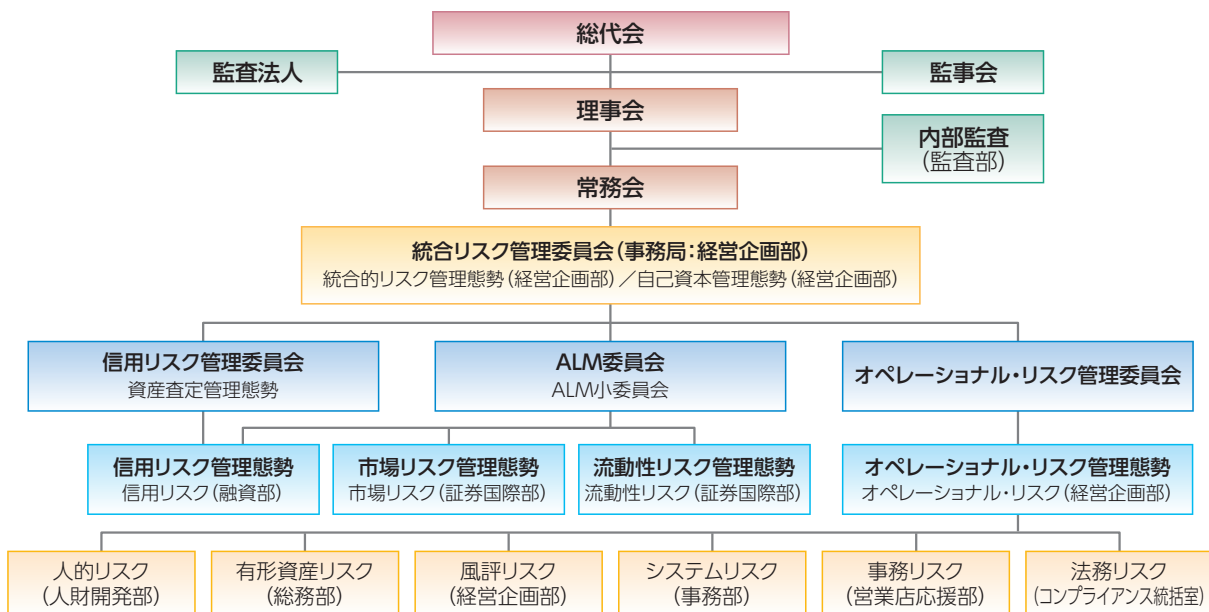 総代会
監査法人
監事会
理事会
内部監査
(監査部)
常務会
統合リスク管理委員会(事務局:経営企画部)
統合的リスク管理態勢(経営企画部)/自己資本管理態勢(経営企画部)
信用リスク管理委員会
資産査定管理態勢
ALM委員会
ALM小委員会
オペレーショナル・リスク管理委員会
信用リスク管理態勢
信用リスク(融資部)
市場リスク管理態勢
市場リスク(証券国際部)
流動性リスク管理態勢
流動性リスク(証券国際部)
オペレーショナル・リスク管理態勢
オペレーショナル・リスク(経営企画部)
人的リスク
(人財開発部)
有形資産リスク
(総務部)
風評リスク
(経営企画部)
システムリスク
(事務部)
事務リスク
(営業店応援部)
法務リスク
(コンプライアンス統括室)